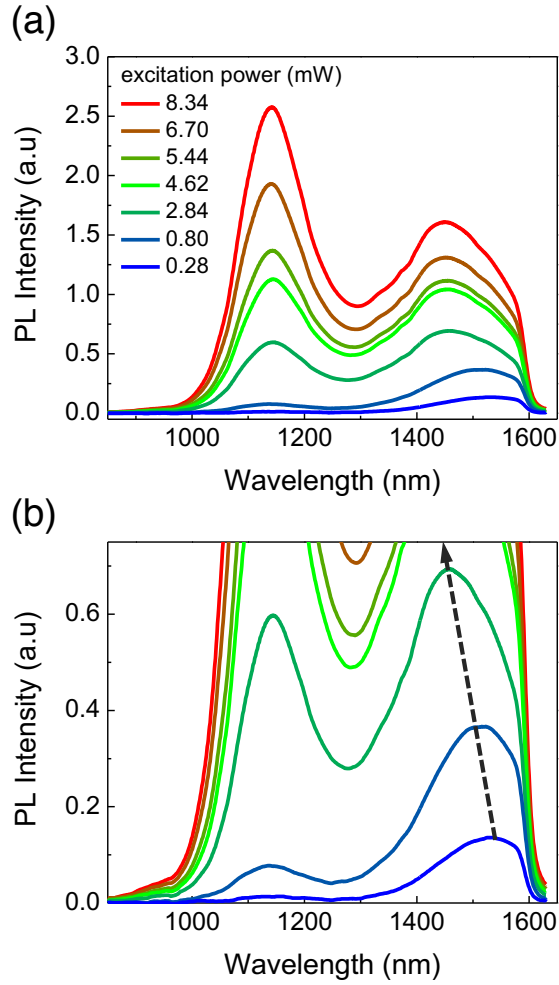 (a)
3.0
2.5
2.0
1.5
1.0
0.5
0.0
PL Intensity (a.u)
excitation power (mW)
8.34
6.70
5.44
4.62
2.84
0.80
0.28
1000 1200 1400 1600
Wavelength (nm)
(b)
0.6
0.4
0.2
0.0
PL Intensity (a.u)
1000 1200 1400 1600
Wavelength (nm)